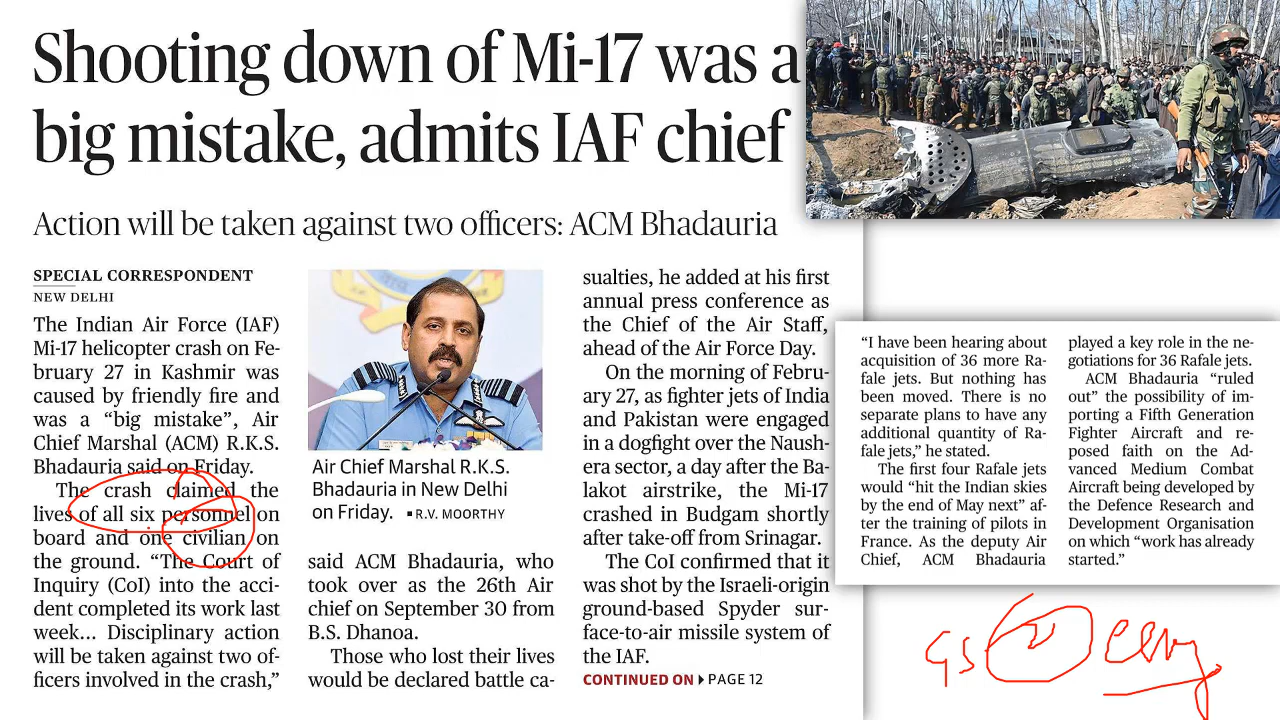 Shooting down of Mi-17 was a
big mistake, admits IAF chief
Action will be taken against two officers: ACM Bhadauria
SPECIAL CORRESPONDENT
NEW DELHI
The Indian Air Force (IAF)
Mi-17 helicopter crash on Fe-
bruary 27 in Kashmir was
caused by friendly fire and
was a “big mistake”, Air
Chief Marshal (ACM) R.K.S.
Bhadauria said on Friday.
The crash claimed the
lives of all six personnel on
board and one civilian on
the ground. “The Court of
Inquiry (CoI) into the acci-
dent completed its work last
week... Disciplinary action
will be taken against two of-
ficers involved in the crash,”
Air Chief Marshal R.K.S.
Bhadauria in New Delhi
on Friday. ▪ R.V. MOORTHY
said ACM Bhadauria, who
took over as the 26th Air
chief on September 30 from
B.S. Dhanoa.
Those who lost their lives
would be declared battle ca-
sualties, he added at his first
annual press conference as
the Chief of the Air Staff,
ahead of the Air Force Day.
On the morning of Febru-
ary 27, as fighter jets of India
and Pakistan were engaged
in a dogfight over the Naush-
era sector, a day after the Ba-
lakot airstrike, the Mi-17
crashed in Budgam shortly
after take-off from Srinagar.
The CoI confirmed that it
was shot by the Israeli-origin
ground-based Spyder sur-
face-to-air missile system of
the IAF.
CONTINUED ON PAGE 12
“I have been hearing about
acquisition of 36 more Ra-
fale jets. But nothing has
been moved. There is no
separate plans to have any
additional quantity of Ra-
fale jets,” he stated.
The first four Rafale jets
would “hit the Indian skies
by the end of May next” af-
ter the training of pilots in
France. As the deputy Air
Chief, ACM Bhadauria
played a key role in the ne-
gotiations for 36 Rafale jets.
ACM Bhadauria “ruled
out” the possibility of im-
porting a Fifth Generation
Fighter Aircraft and re-
posed faith on the Ad-
vanced Medium Combat
Aircraft being developed by
the Defence Research and
Development Organisation
on which “work has already
started.”
GS